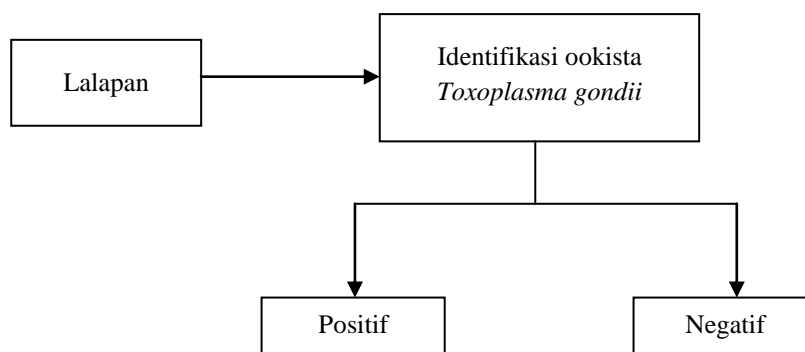 Lalapan
Identifikasi ookista
Toxoplasma gondii
Positif
Negatif